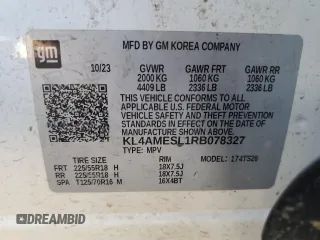 gm
MFD BY GM KOREA COMPANY
10/23 GVWR GAWR FRT GAWR RR
2000 KG 1060 KG 1060 KG
4409 LB 2336 LB 2336 LB
THIS VEHICLE CONFORMS TO ALL
APPLICABLE U.S. FEDERAL MOTOR
VEHICLE SAFETY, BUMPER, AND THEFT
PREVENTION STANDARDS IN EFFECT ON THE
DATE OF MANUFACTURE SHOWN ABOVE.
KL4AMESL1RB078327
TYPE: MPV MODEL:
TIRE SIZE RIM
FRT 225/55R18 H 18X7.5J
RR 225/55R18 H 18X7.5J
SPA T125/70R16 M 16X4BT
AUTOBIDMASTER